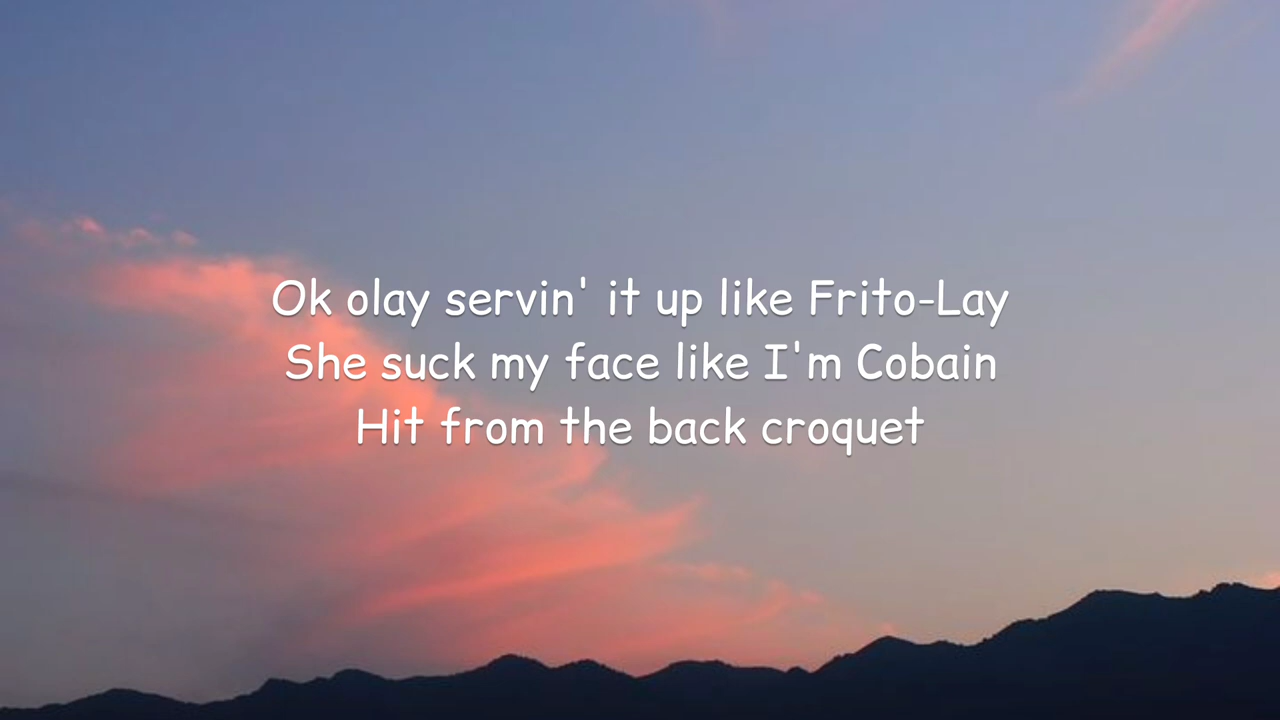 Ok olay servin' it up like Frito-Lay
She suck my face like I'm Cobain
Hit from the back croquet